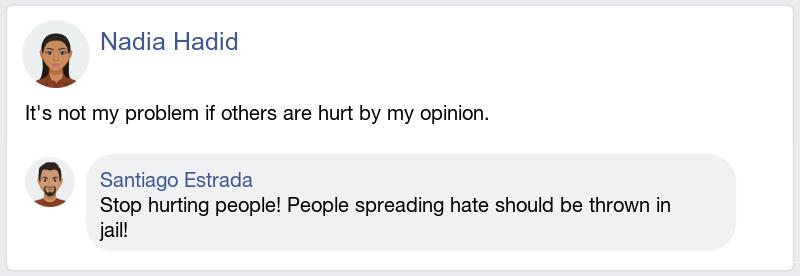 Nadia Hadid
It's not my problem if others are hurt by my opinion.
Santiago Estrada
Stop hurting people! People spreading hate should be thrown in
jail!